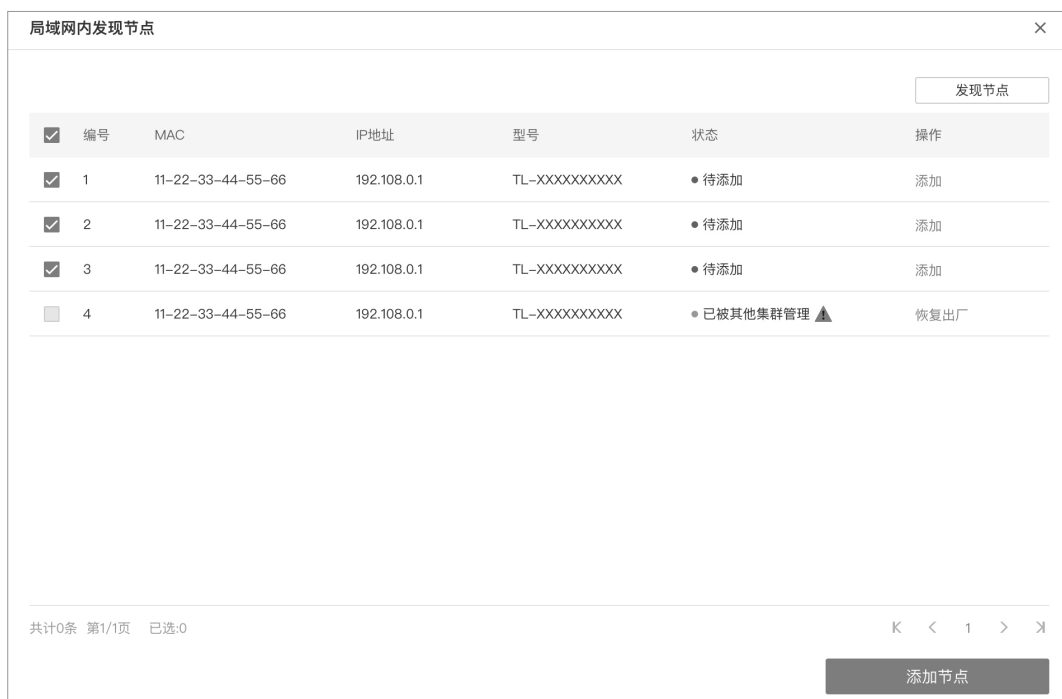 局域网内发现节点
发现节点
编号 MAC IP地址 型号 状态 操作
1 11-22-33-44-55-66 192.108.0.1 TL-XXXXXXXXXX 待添加 添加
2 11-22-33-44-55-66 192.108.0.1 TL-XXXXXXXXXX 待添加 添加
3 11-22-33-44-55-66 192.108.0.1 TL-XXXXXXXXXX 待添加 添加
4 11-22-33-44-55-66 192.108.0.1 TL-XXXXXXXXXX 已被其他集群管理 恢复出厂
共计0条 第1/1页 已选:0 1
添加节点